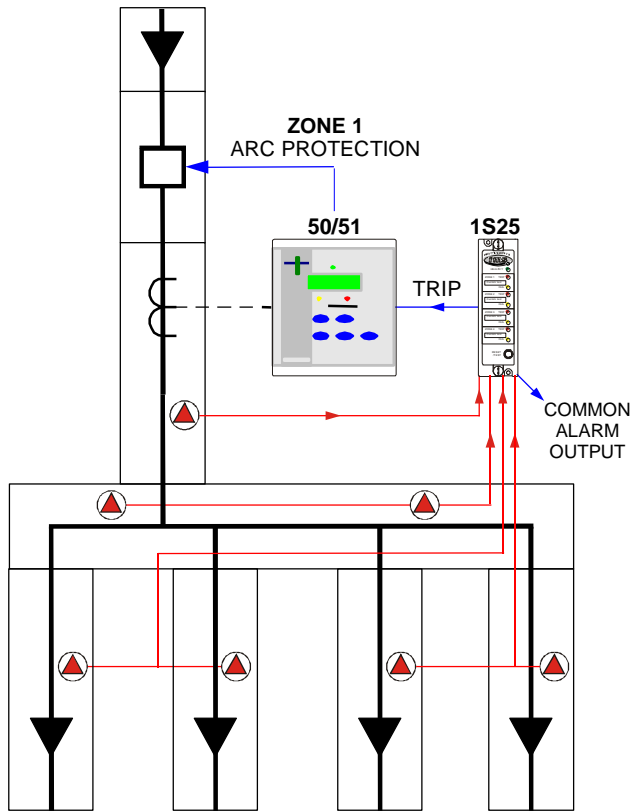 ZONE 1
ARC PROTECTION
50/51
1S25
TRIP
COMMON
ALARM
OUTPUT